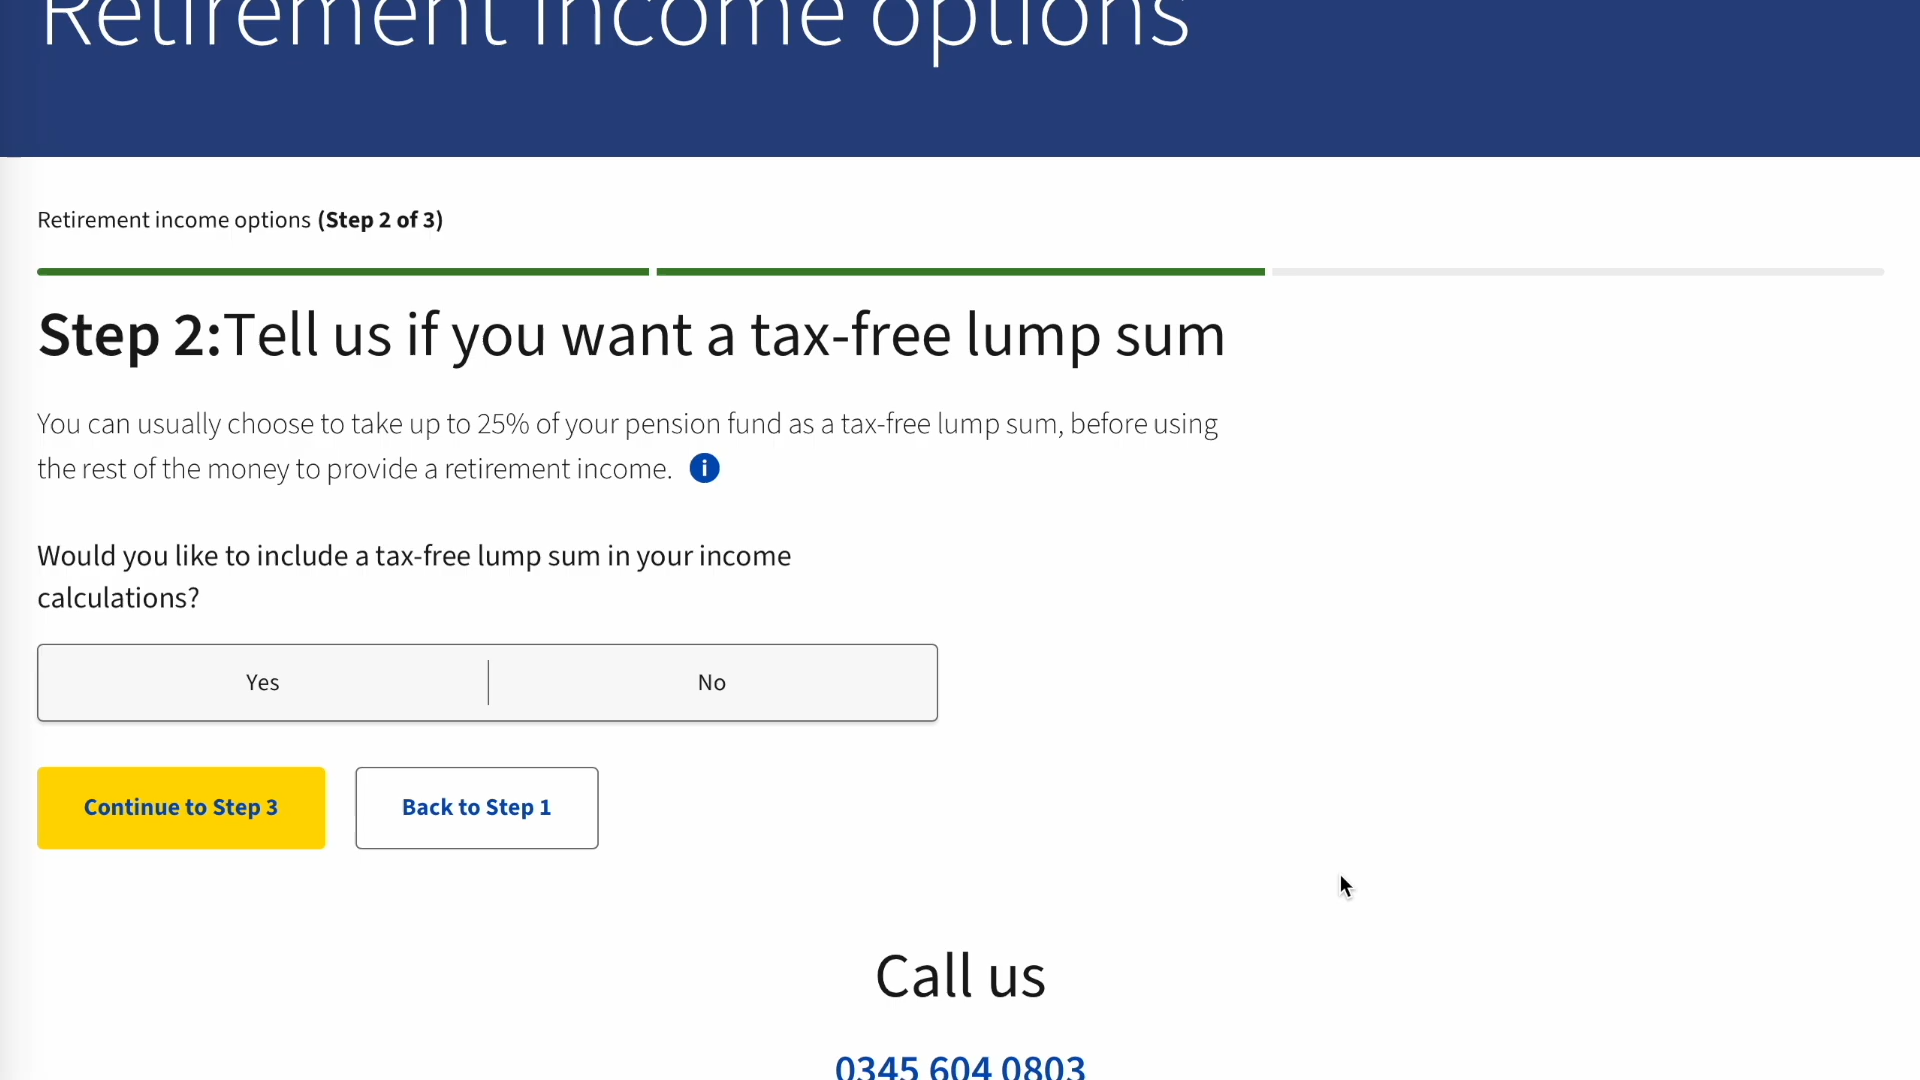 Retirement income options
Retirement income options (Step 2 of 3)
Step 2:Tell us if you want a tax-free lump sum
You can usually choose to take up to 25% of your pension fund as a tax-free lump sum, before using
the rest of the money to provide a retirement income. i
Would you like to include a tax-free lump sum in your income
calculations?
Yes No
Continue to Step 3 Back to Step 1
Call us
0345 604 0803